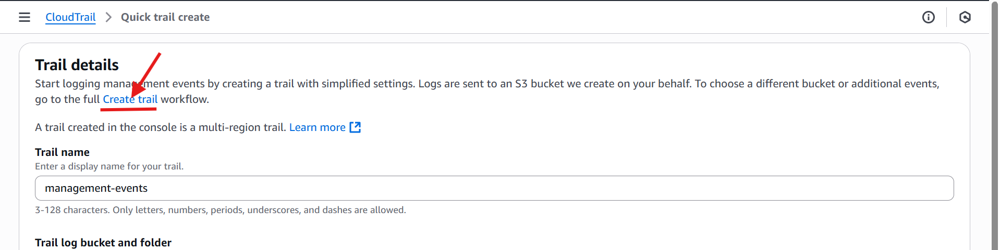 CloudTrail > Quick trail create
Trail details
Start logging management events by creating a trail with simplified settings. Logs are sent to an S3 bucket we create on your behalf. To choose a different bucket or additional events,
go to the full Create trail workflow.
A trail created in the console is a multi-region trail. Learn more
Trail name
Enter a display name for your trail.
management-events
3-128 characters. Only letters, numbers, periods, underscores, and dashes are allowed.
Trail log bucket and folder